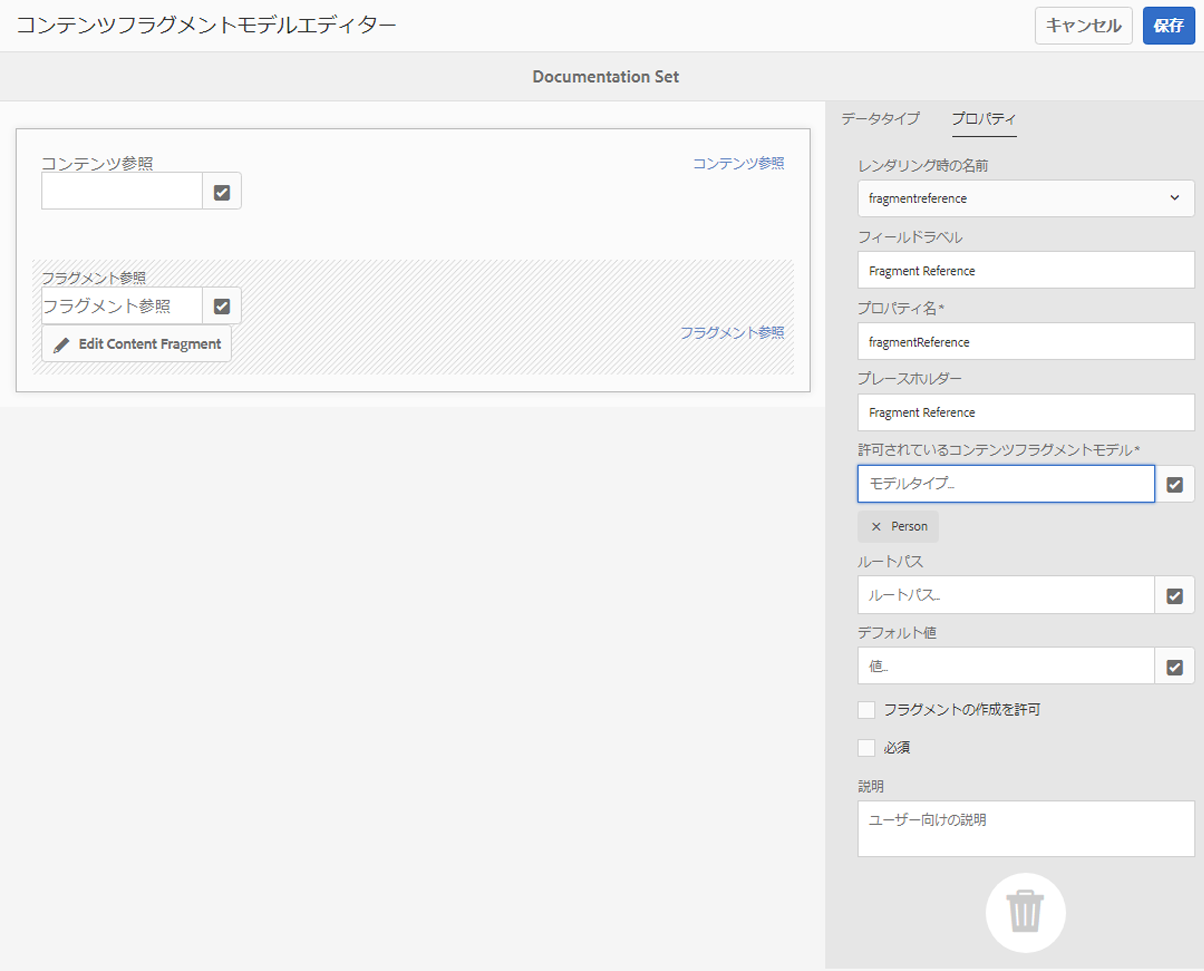 コンテンツフラグメントモデルエディター
キャンセル
保存
Documentation Set
コンテンツ参照
コンテンツ参照
フラグメント参照
フラグメント参照
Edit Content Fragment
フラグメント参照
データタイプ
プロパティ
レンダリング時の名前
fragmentreference
フィールドラベル
Fragment Reference
プロパティ名*
fragmentReference
プレースホルダー
Fragment Reference
許可されているコンテンツフラグメントモデル*
モデルタイプ...
× Person
ルートパス
ルートパス...
デフォルト値
値...
フラグメントの作成を許可
必須
説明
ユーザー向けの説明